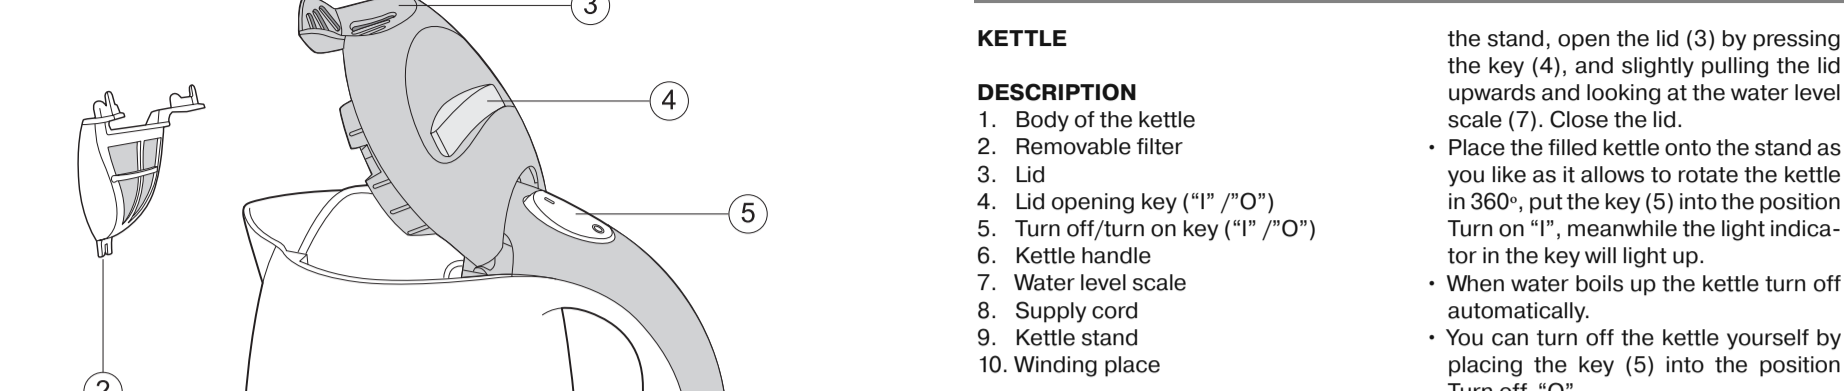 3
4
5
2
KETTLE
DESCRIPTION
1. Body of the kettle
2. Removable filter
3. Lid
4. Lid opening key (“I” /”O”)
5. Turn off/turn on key (“I” /”O”)
6. Kettle handle
7. Water level scale
8. Supply cord
9. Kettle stand
10. Winding place
the stand, open the lid (3) by pressing
the key (4), and slightly pulling the lid
upwards and looking at the water level
scale (7). Close the lid.
• Place the filled kettle onto the stand as
you like as it allows to rotate the kettle
in 360º, put the key (5) into the position
Turn on “I”, meanwhile the light indica-
tor in the key will light up.
• When water boils up the kettle turn off
automatically.
• You can turn off the kettle yourself by
placing the key (5) into the position
Turn off “O”